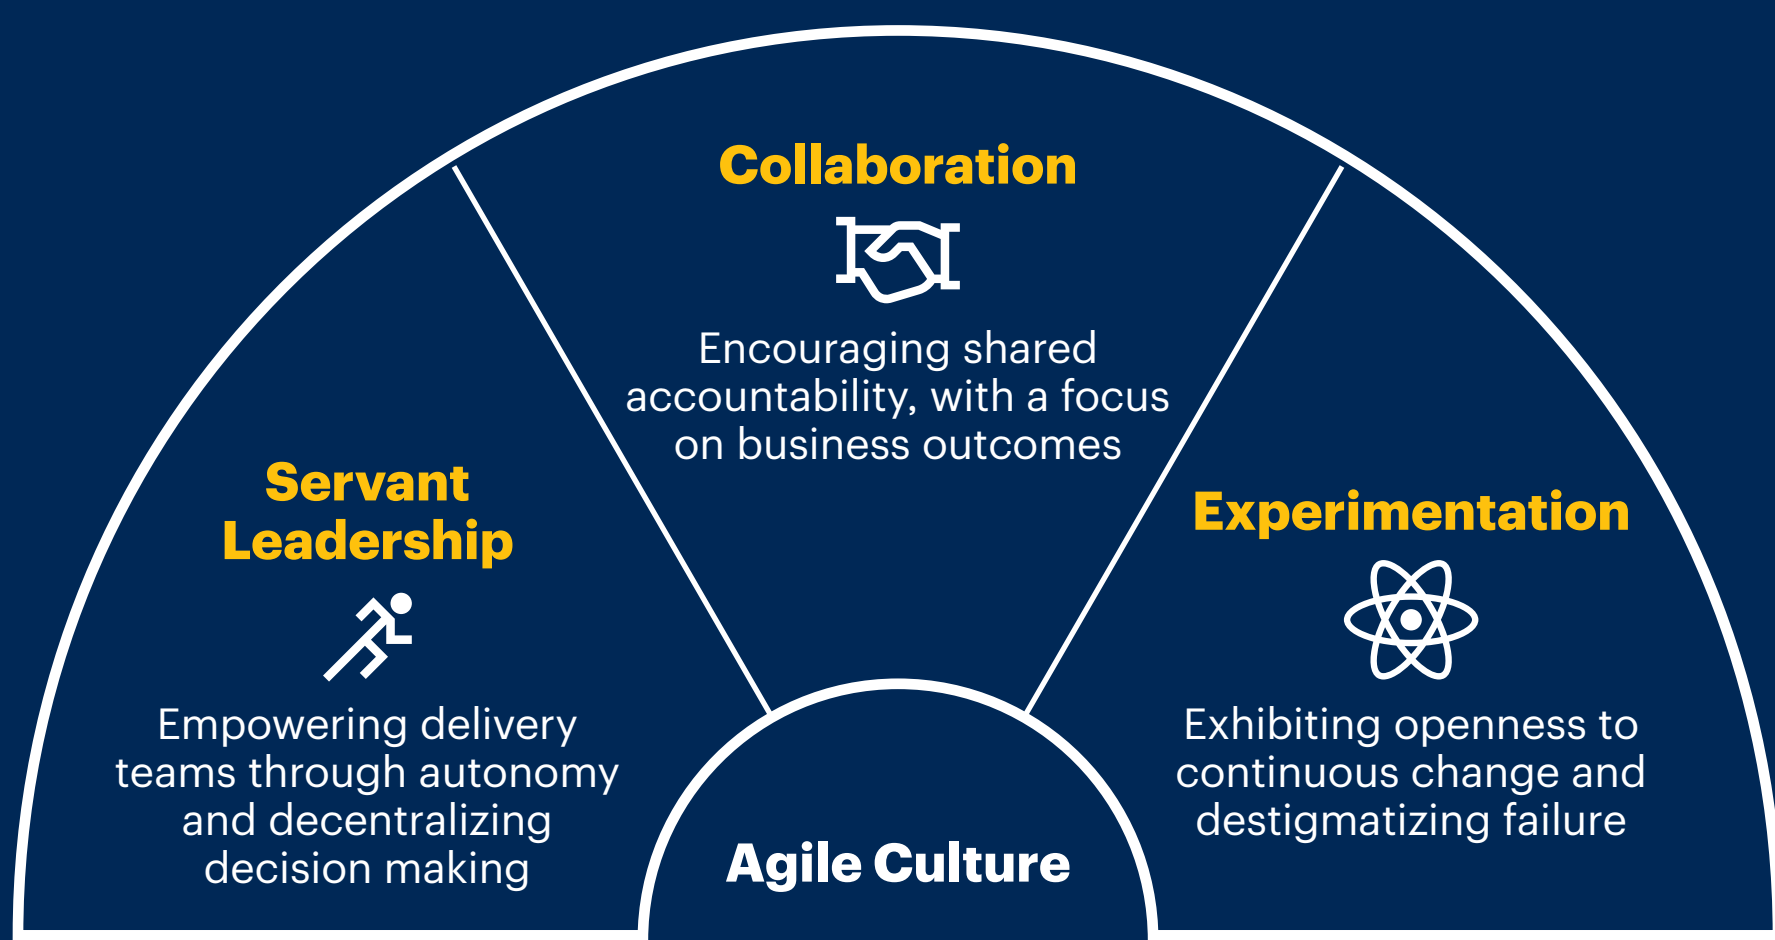 Collaboration
Encouraging shared
accountability, with a focus
on business outcomes
Servant
Leadership
Empowering delivery
teams through autonomy
and decentralizing
decision making
Experimentation
Exhibiting openness to
continuous change and
destigmatizing failure
Agile Culture